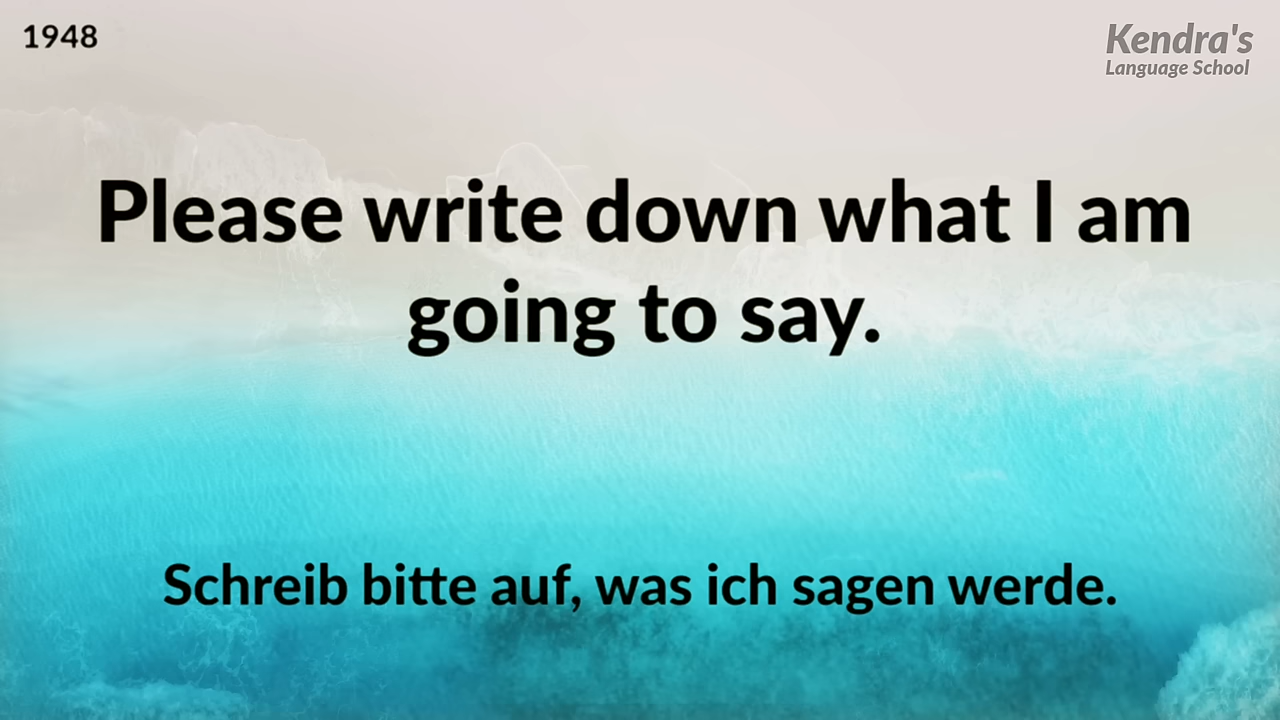 1948
Kendra's
Language School
Please write down what I am
going to say.
Schreib bitte auf, was ich sagen werde.